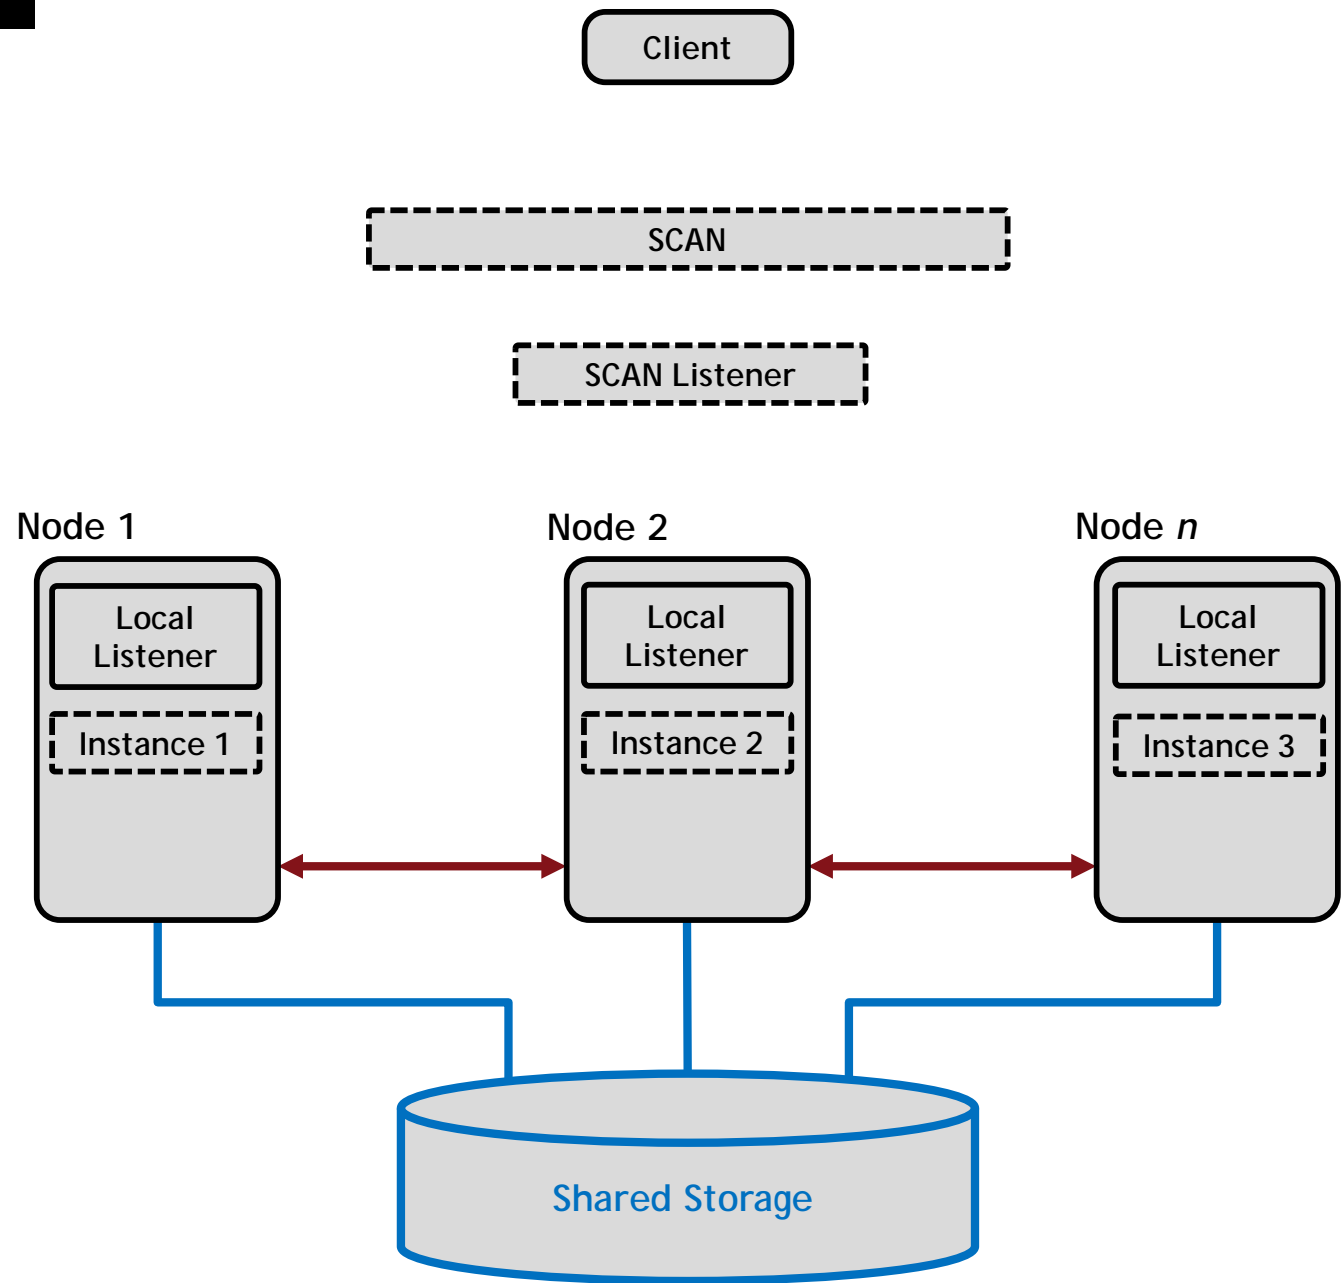 Client
SCAN
SCAN Listener
Node 1
Node 2
Node n
Local
Listener
Local
Listener
Local
Listener
Instance 1
Instance 2
Instance 3
Shared Storage